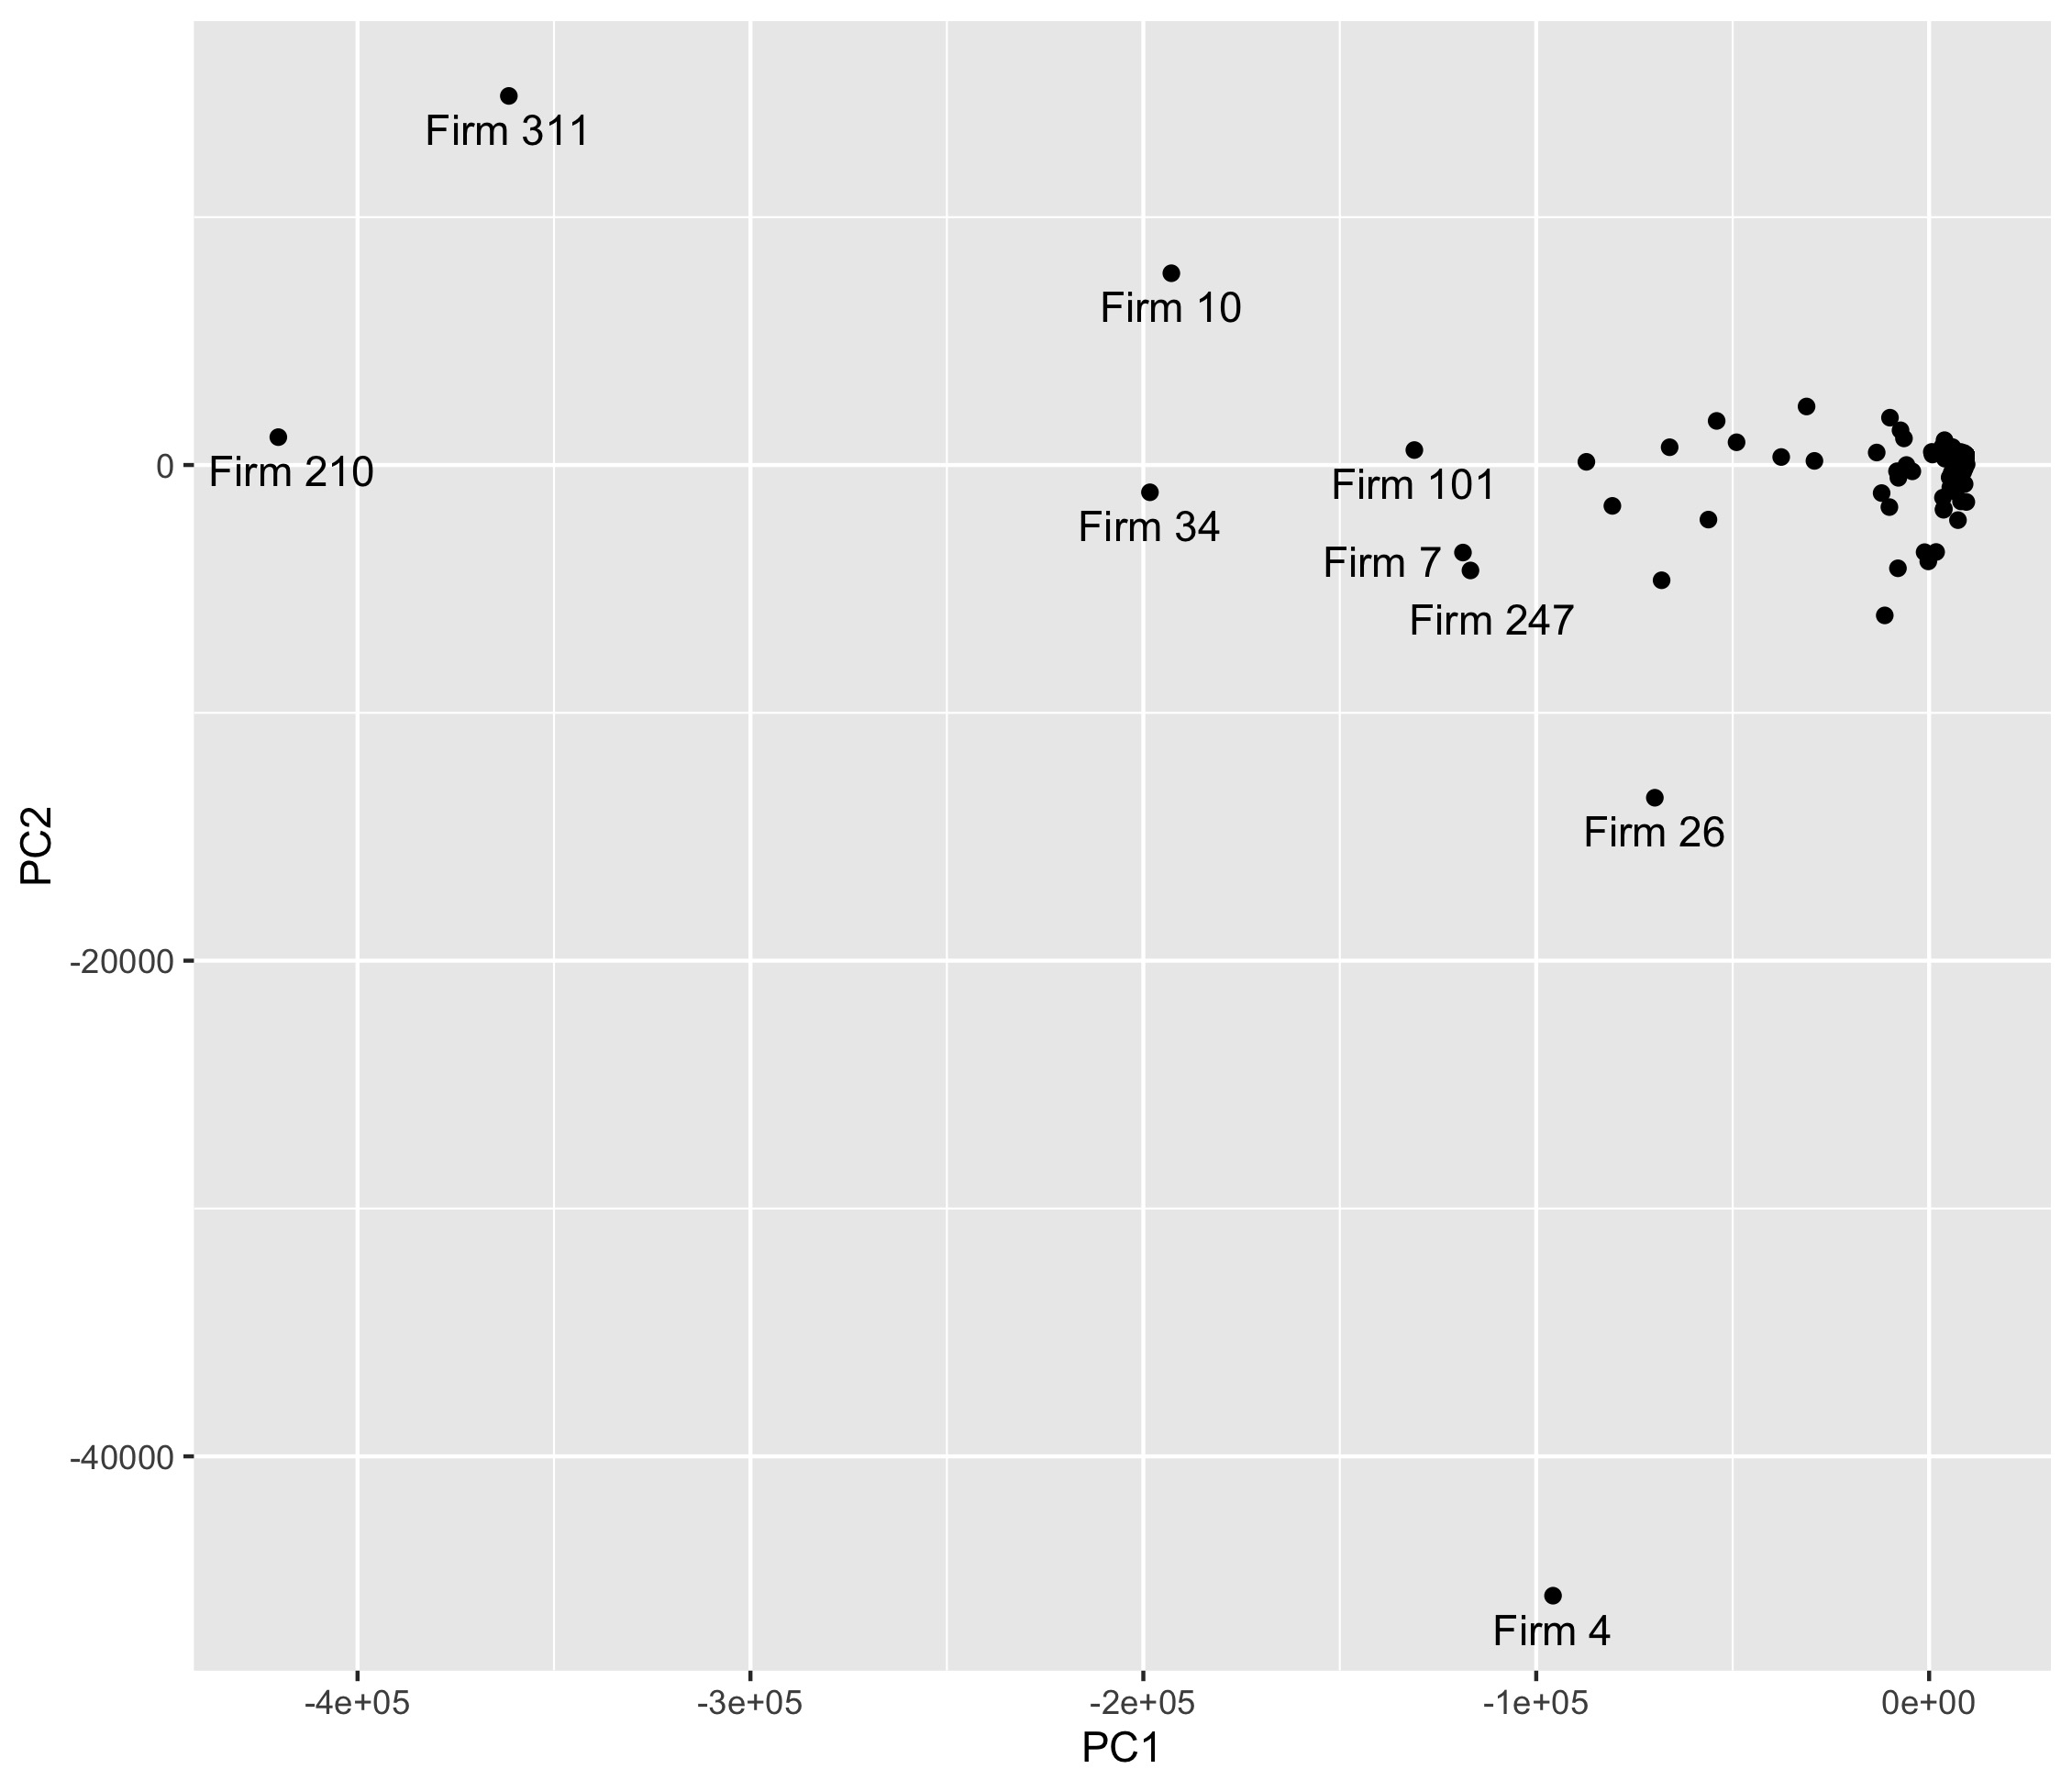 Firm 311
Firm 10
Firm 210
0
Firm 101
Firm 34
Firm 7
Firm 247
Firm 26
PC2
-20000
-40000
Firm 4
-4e+05
-3e+05
-2e+05
-1e+05
0e+00
PC1